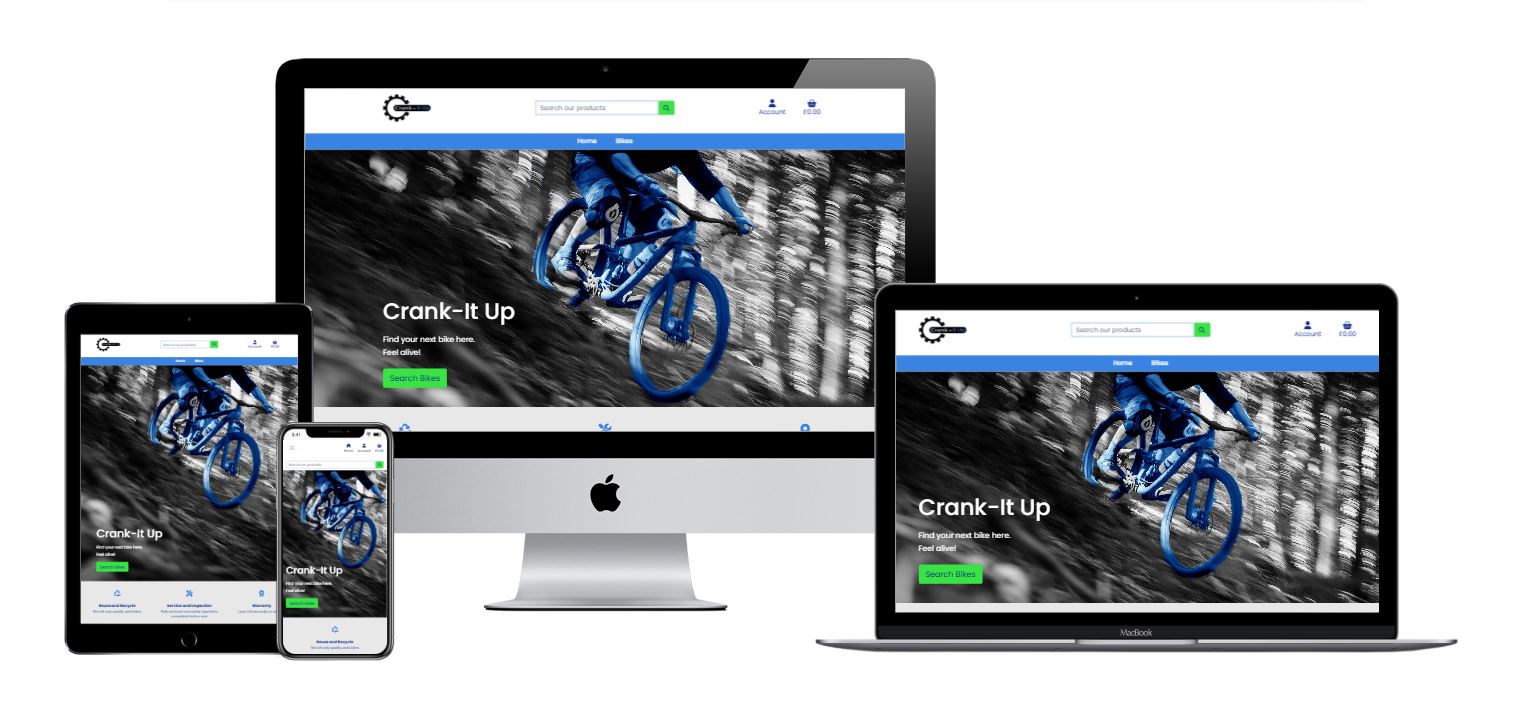 Crank - It Up
Search our products
Account
£0.00
Home
Bikes
Crank-It Up
Find your next bike here.
Feel alive!
Search Bikes
Search our products
Account
£0.00
Home
Bikes
Crank-It Up
Find your next bike here.
Feel alive!
Search Bikes
Reuse and Recycle
We sell only quality used bikes.
Service and Inspection
Warranty
9:41
Home
Account
£0.00
Search our products
Crank-It Up
Find your next bike here.
Feel alive!
Search Bikes
Reuse and Recycle
We sell only quality used bikes.
Crank - It Up
Search our products
Account
£0.00
Home
Bikes
Crank-It Up
Find your next bike here.
Feel alive!
Search Bikes
MacBook